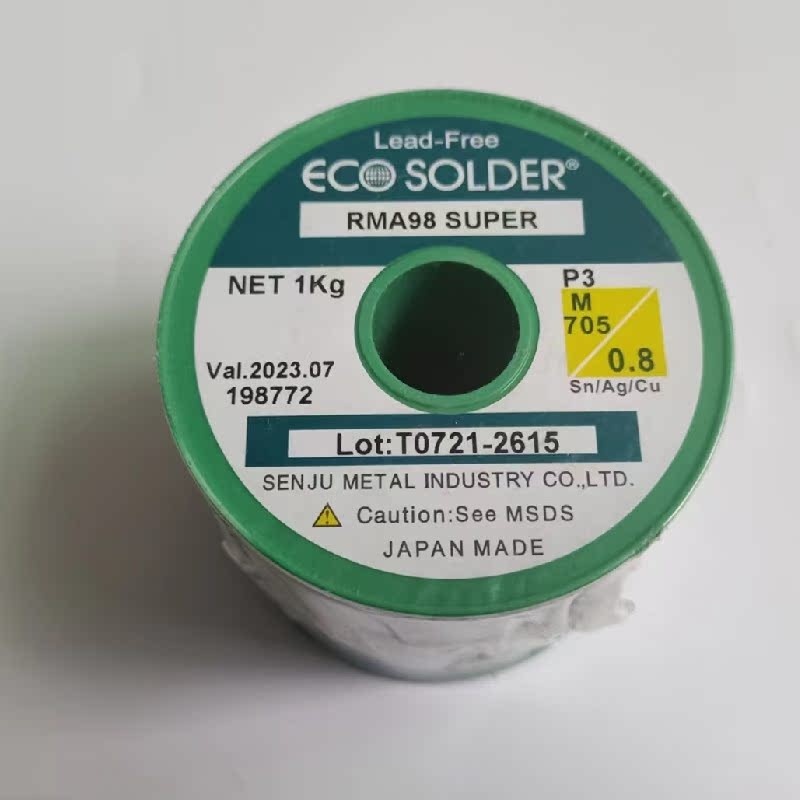 Lead-Free
ECO SOLDER®
RMA98 SUPER
NET 1Kg
P3
M
705
0.8
Sn/Ag/Cu
Val.2023.07
198772
Lot:T0721-2615
SENJU METAL INDUSTRY CO.,LTD.
Caution:See MSDS
JAPAN MADE